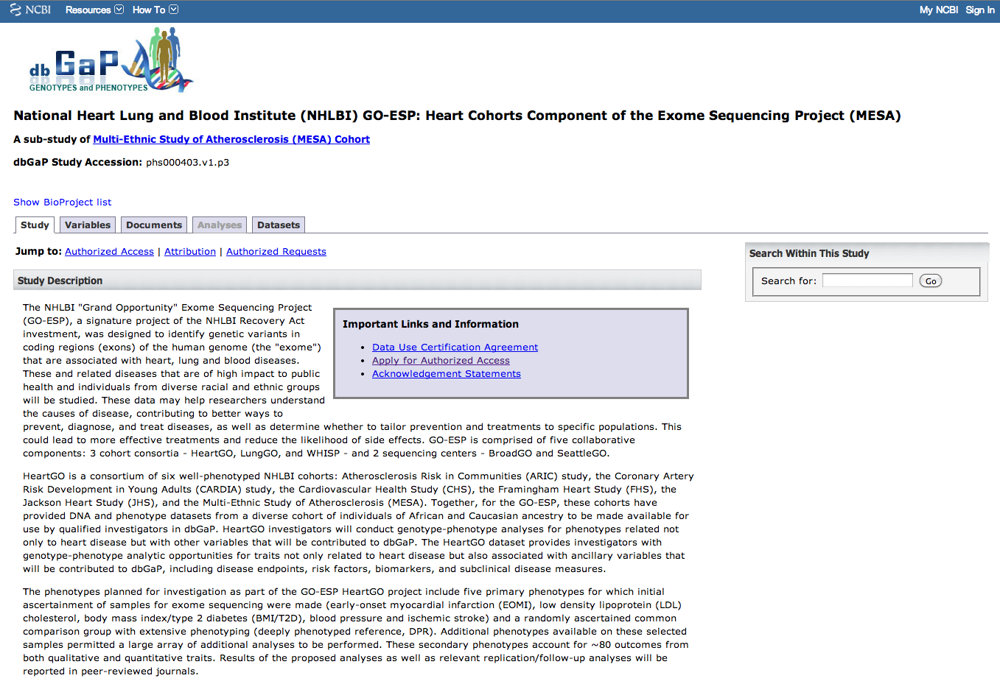 NCBI Resources How To My NCBI Sign In
db GaP
GENOTYPES and PHENOTYPES
National Heart Lung and Blood Institute (NHLBI) GO-ESP: Heart Cohorts Component of the Exome Sequencing Project (MESA)
A sub-study of Multi-Ethnic Study of Atherosclerosis (MESA) Cohort
dbGaP Study Accession: phs000403.v1.p3
Show BioProject list
Study Variables Documents Analyses Datasets
Jump to: Authorized Access | Attribution | Authorized Requests
Study Description
The NHLBI "Grand Opportunity" Exome Sequencing Project
(GO-ESP), a signature project of the NHLBI Recovery Act
investment, was designed to identify genetic variants in
coding regions (exons) of the human genome (the "exome")
that are associated with heart, lung and blood diseases.
These and related diseases that are of high impact to public
health and individuals from diverse racial and ethnic groups
will be studied. These data may help researchers understand
the causes of disease, contributing to better ways to
prevent, diagnose, and treat diseases, as well as determine whether to tailor prevention and treatments to specific populations. This
could lead to more effective treatments and reduce the likelihood of side effects. GO-ESP is comprised of five collaborative
components: 3 cohort consortia - HeartGO, LungGO, and WHISP - and 2 sequencing centers - BroadGO and SeattleGO.
Important Links and Information
• Data Use Certification Agreement
• Apply for Authorized Access
• Acknowledgement Statements
HeartGO is a consortium of six well-phenotyped NHLBI cohorts: Atherosclerosis Risk in Communities (ARIC) study, the Coronary Artery
Risk Development in Young Adults (CARDIA) study, the Cardiovascular Health Study (CHS), the Framingham Heart Study (FHS), the
Jackson Heart Study (JHS), and the Multi-Ethnic Study of Atherosclerosis (MESA). Together, for the GO-ESP, these cohorts have
provided DNA and phenotype datasets from a diverse cohort of individuals of African and Caucasian ancestry to be made available for
use by qualified investigators in dbGaP. HeartGO investigators will conduct genotype-phenotype analyses for phenotypes related not
only to heart disease but with other variables that will be contributed to dbGaP. The HeartGO dataset provides investigators with
genotype-phenotype analytic opportunities for traits not only related to heart disease but also associated with ancillary variables that
will be contributed to dbGaP, including disease endpoints, risk factors, biomarkers, and subclinical disease measures.
The phenotypes planned for investigation as part of the GO-ESP HeartGO project include five primary phenotypes for which initial
ascertainment of samples for exome sequencing were made (early-onset myocardial infarction (EOMI), low density lipoprotein (LDL)
cholesterol, body mass index/type 2 diabetes (BMI/T2D), blood pressure and ischemic stroke) and a randomly ascertained common
comparison group with extensive phenotyping (deeply phenotyped reference, DPR). Additional phenotypes available on these selected
samples permitted a large array of additional analyses to be performed. These secondary phenotypes account for ~80 outcomes from
both qualitative and quantitative traits. Results of the proposed analyses as well as relevant replication/follow-up analyses will be
reported in peer-reviewed journals.
Search Within This Study
Search for: Go